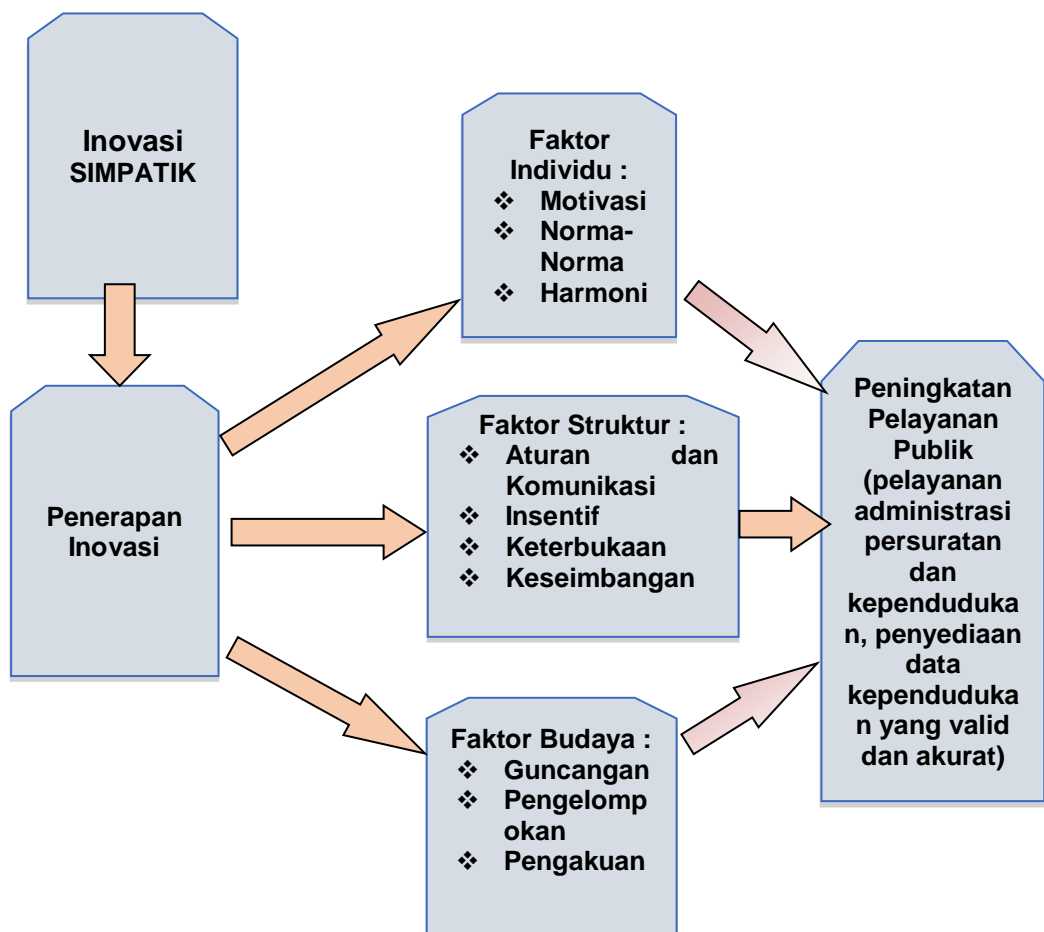 Inovasi
SIMPATIK
Penerapan
Inovasi
Faktor
Individu :
❖ Motivasi
❖ Norma-
Norma
❖ Harmoni
Faktor Struktur :
❖ Aturan dan
Komunikasi
❖ Insentif
❖ Keterbukaan
❖ Keseimbangan
Faktor Budaya :
❖ Guncangan
❖ Pengelomp
okan
❖ Pengakuan
Peningkatan
Pelayanan
Publik
(pelayanan
administrasi
persuratan
dan
kependuduka
n, penyediaan
data
kependuduka
n yang valid
dan akurat)